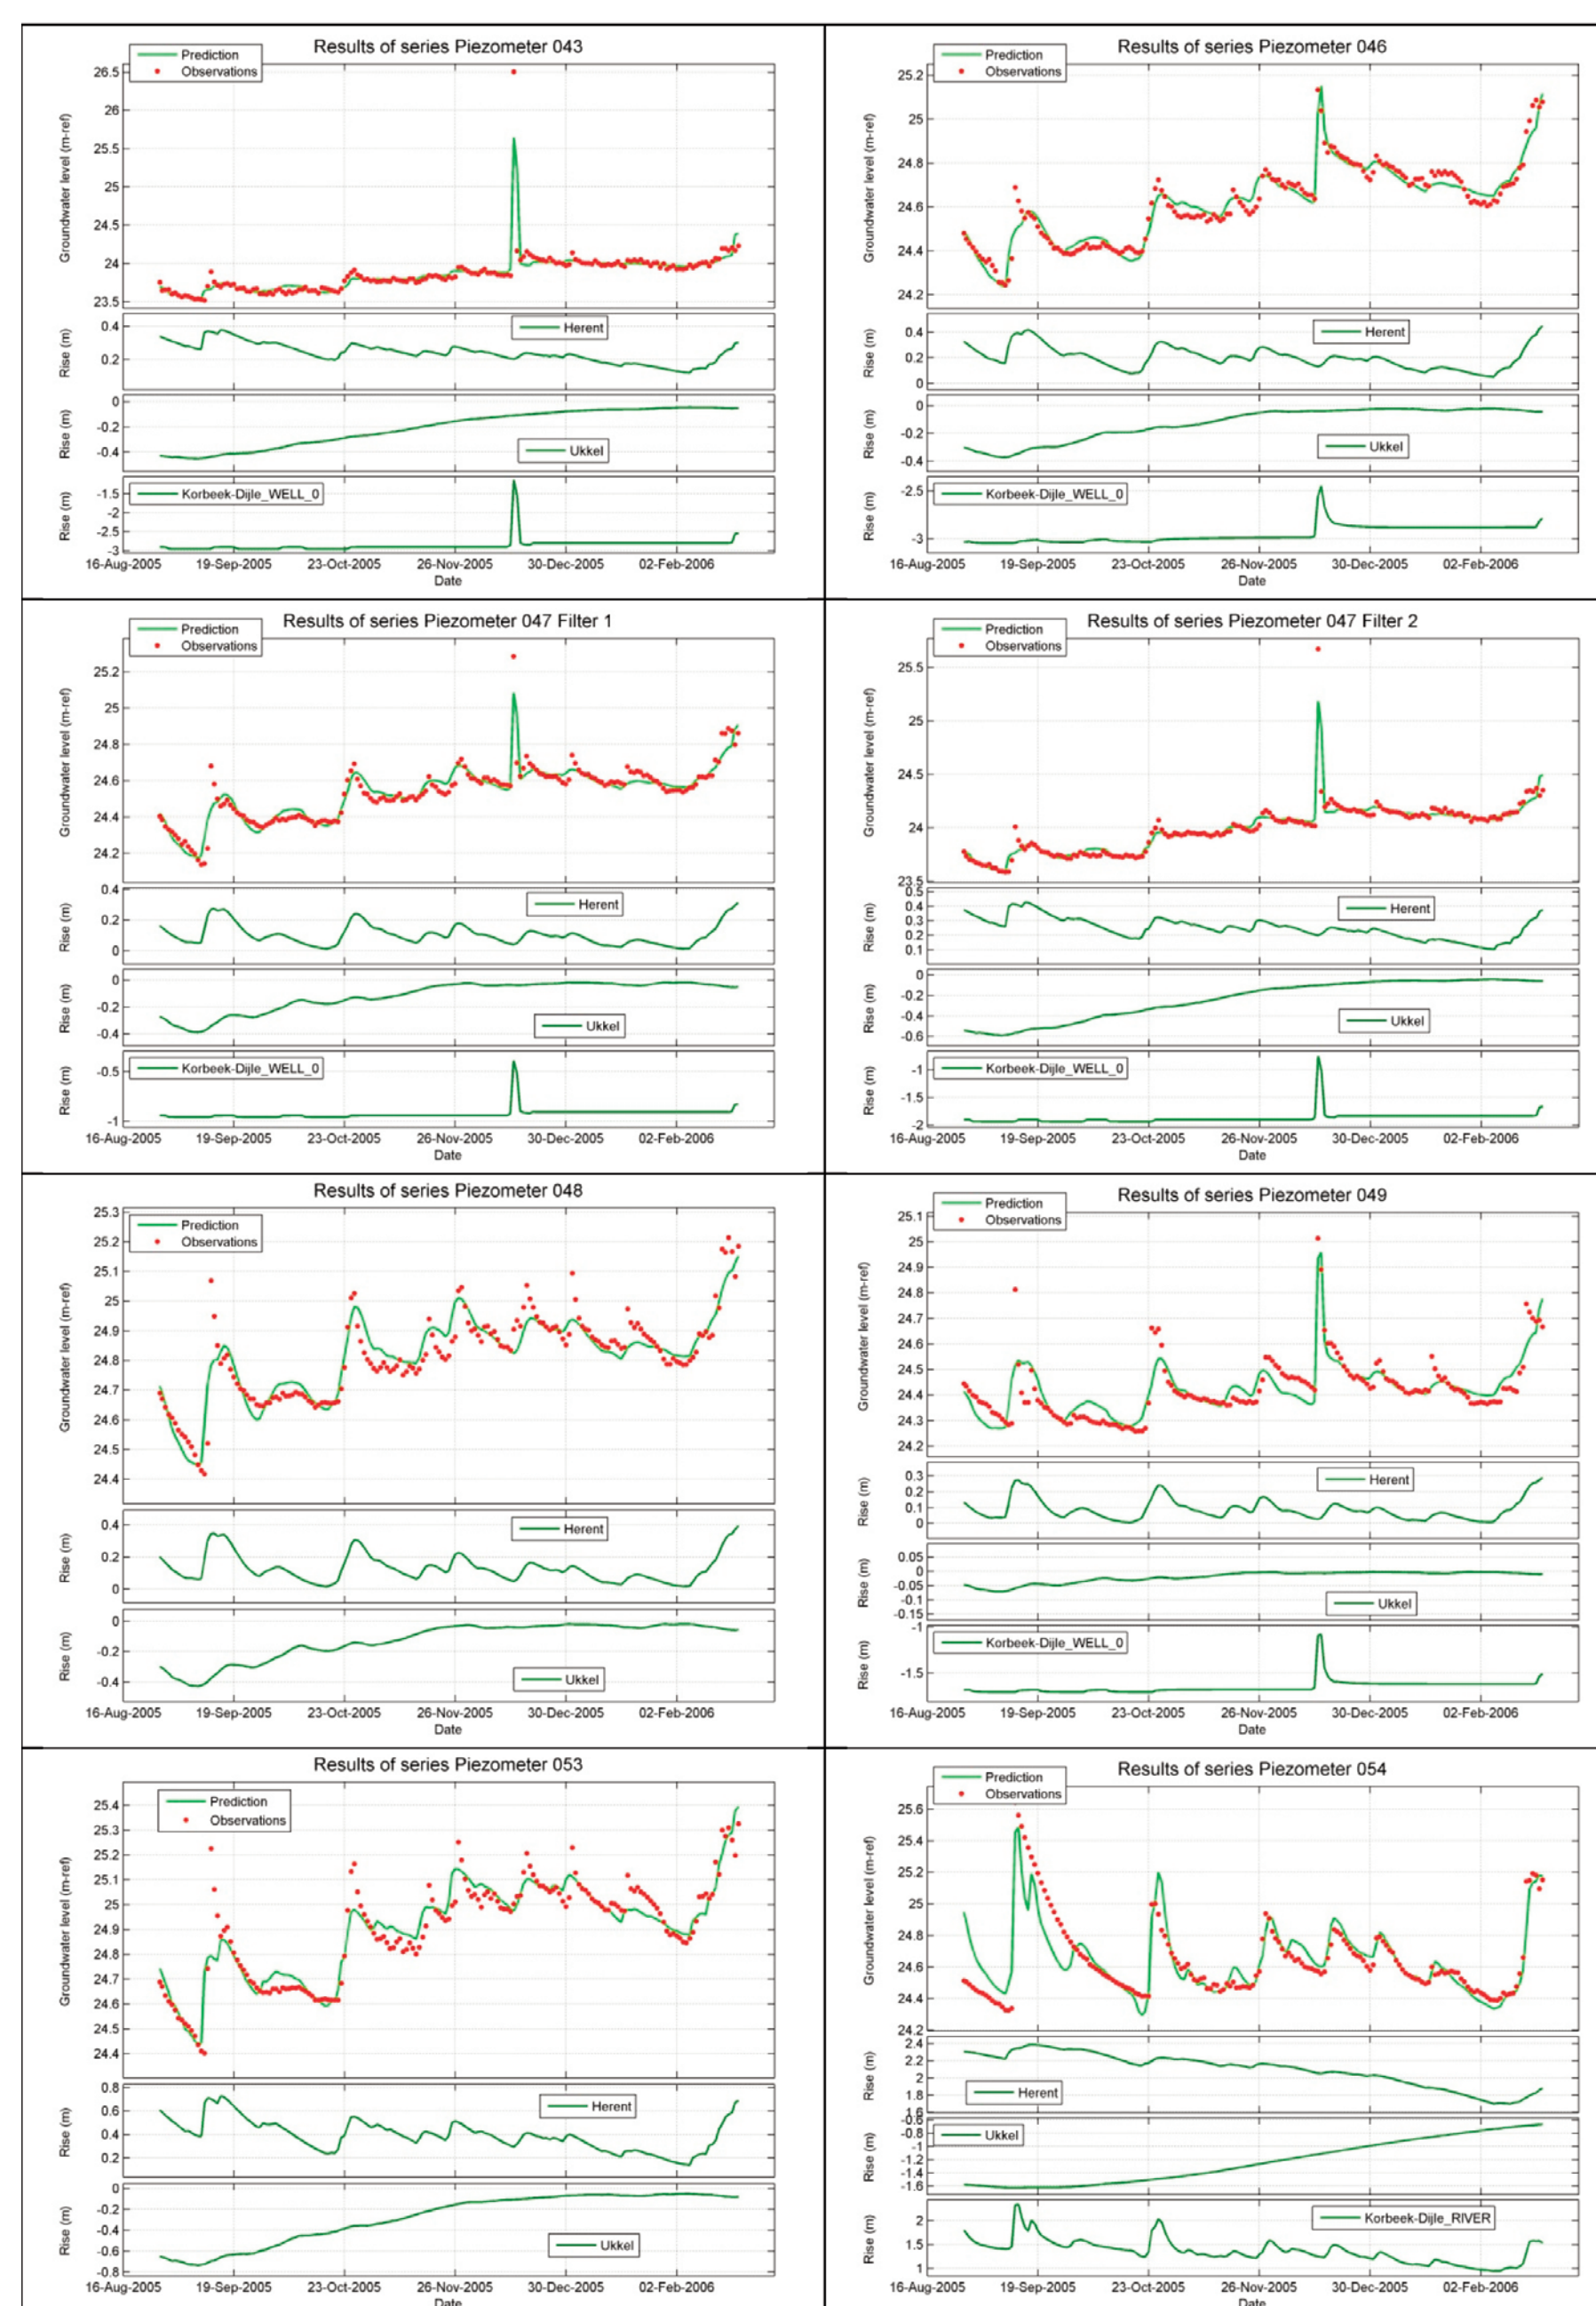 Results of series Piezometer 043
Prediction
Observations
Groundwater level (m-ref)
26.5
26
25.5
25
24.5
24
23.5
Rise (m)
0.4
0.2
Herent
Rise (m)
0
-0.2
-0.4
Ukkel
Rise (m)
-1.5
-2
-2.5
-3
Korbeek-Dijle_WELL_0
16-Aug-2005 19-Sep-2005 23-Oct-2005 26-Nov-2005 30-Dec-2005 02-Feb-2006
Date
Results of series Piezometer 046
Prediction
Observations
Groundwater level (m-ref)
25.2
25
24.8
24.6
24.4
24.2
Rise (m)
0.4
0.2
0
Herent
Rise (m)
0
-0.2
-0.4
Ukkel
Rise (m)
-2.5
-3
Korbeek-Dijle_WELL_0
16-Aug-2005 19-Sep-2005 23-Oct-2005 26-Nov-2005 30-Dec-2005 02-Feb-2006
Date
Results of series Piezometer 047 Filter 1
Prediction
Observations
Groundwater level (m-ref)
25.2
25
24.8
24.6
24.4
24.2
Rise (m)
0.4
0.2
0
Herent
Rise (m)
0
-0.2
-0.4
Ukkel
Rise (m)
-0.5
-1
Korbeek-Dijle_WELL_0
16-Aug-2005 19-Sep-2005 23-Oct-2005 26-Nov-2005 30-Dec-2005 02-Feb-2006
Date
Results of series Piezometer 047 Filter 2
Prediction
Observations
Groundwater level (m-ref)
25.5
25
24.5
24
23.5
Rise (m)
0.5
0.4
0.3
0.2
0.1
Herent
Rise (m)
0
-0.2
-0.4
-0.6
Ukkel
Rise (m)
-1
-1.5
-2
Korbeek-Dijle_WELL_0
16-Aug-2005 19-Sep-2005 23-Oct-2005 26-Nov-2005 30-Dec-2005 02-Feb-2006
Date
Results of series Piezometer 048
Prediction
Observations
Groundwater level (m-ref)
25.3
25.2
25.1
25
24.9
24.8
24.7
24.6
24.5
24.4
Rise (m)
0.4
0.2
0
Herent
Rise (m)
0
-0.2
-0.4
Ukkel
16-Aug-2005 19-Sep-2005 23-Oct-2005 26-Nov-2005 30-Dec-2005 02-Feb-2006
Date
Results of series Piezometer 049
Prediction
Observations
Groundwater level (m-ref)
25.1
25
24.9
24.8
24.7
24.6
24.5
24.4
24.3
24.2
Rise (m)
0.3
0.2
0.1
0
Herent
Rise (m)
0.05
0
-0.05
-0.1
-0.15
Ukkel
Rise (m)
-1
-1.5
Korbeek-Dijle_WELL_0
16-Aug-2005 19-Sep-2005 23-Oct-2005 26-Nov-2005 30-Dec-2005 02-Feb-2006
Date
Results of series Piezometer 053
Prediction
Observations
Groundwater level (m-ref)
25.4
25.3
25.2
25.1
25
24.9
24.8
24.7
24.6
24.5
24.4
Rise (m)
0.8
0.6
0.4
0.2
Herent
Rise (m)
0
-0.2
-0.4
-0.6
-0.8
Ukkel
16-Aug-2005 19-Sep-2005 23-Oct-2005 26-Nov-2005 30-Dec-2005 02-Feb-2006
Date
Results of series Piezometer 054
Prediction
Observations
Groundwater level (m-ref)
25.6
25.4
25.2
25
24.8
24.6
24.4
24.2
Rise (m)
2.4
2.2
2
1.8
1.6
Herent
Rise (m)
-0.6
-0.8
-1
-1.2
-1.4
-1.6
Ukkel
Rise (m)
2
1.5
1
Korbeek-Dijle_RIVER
16-Aug-2005 19-Sep-2005 23-Oct-2005 26-Nov-2005 30-Dec-2005 02-Feb-2006
Date